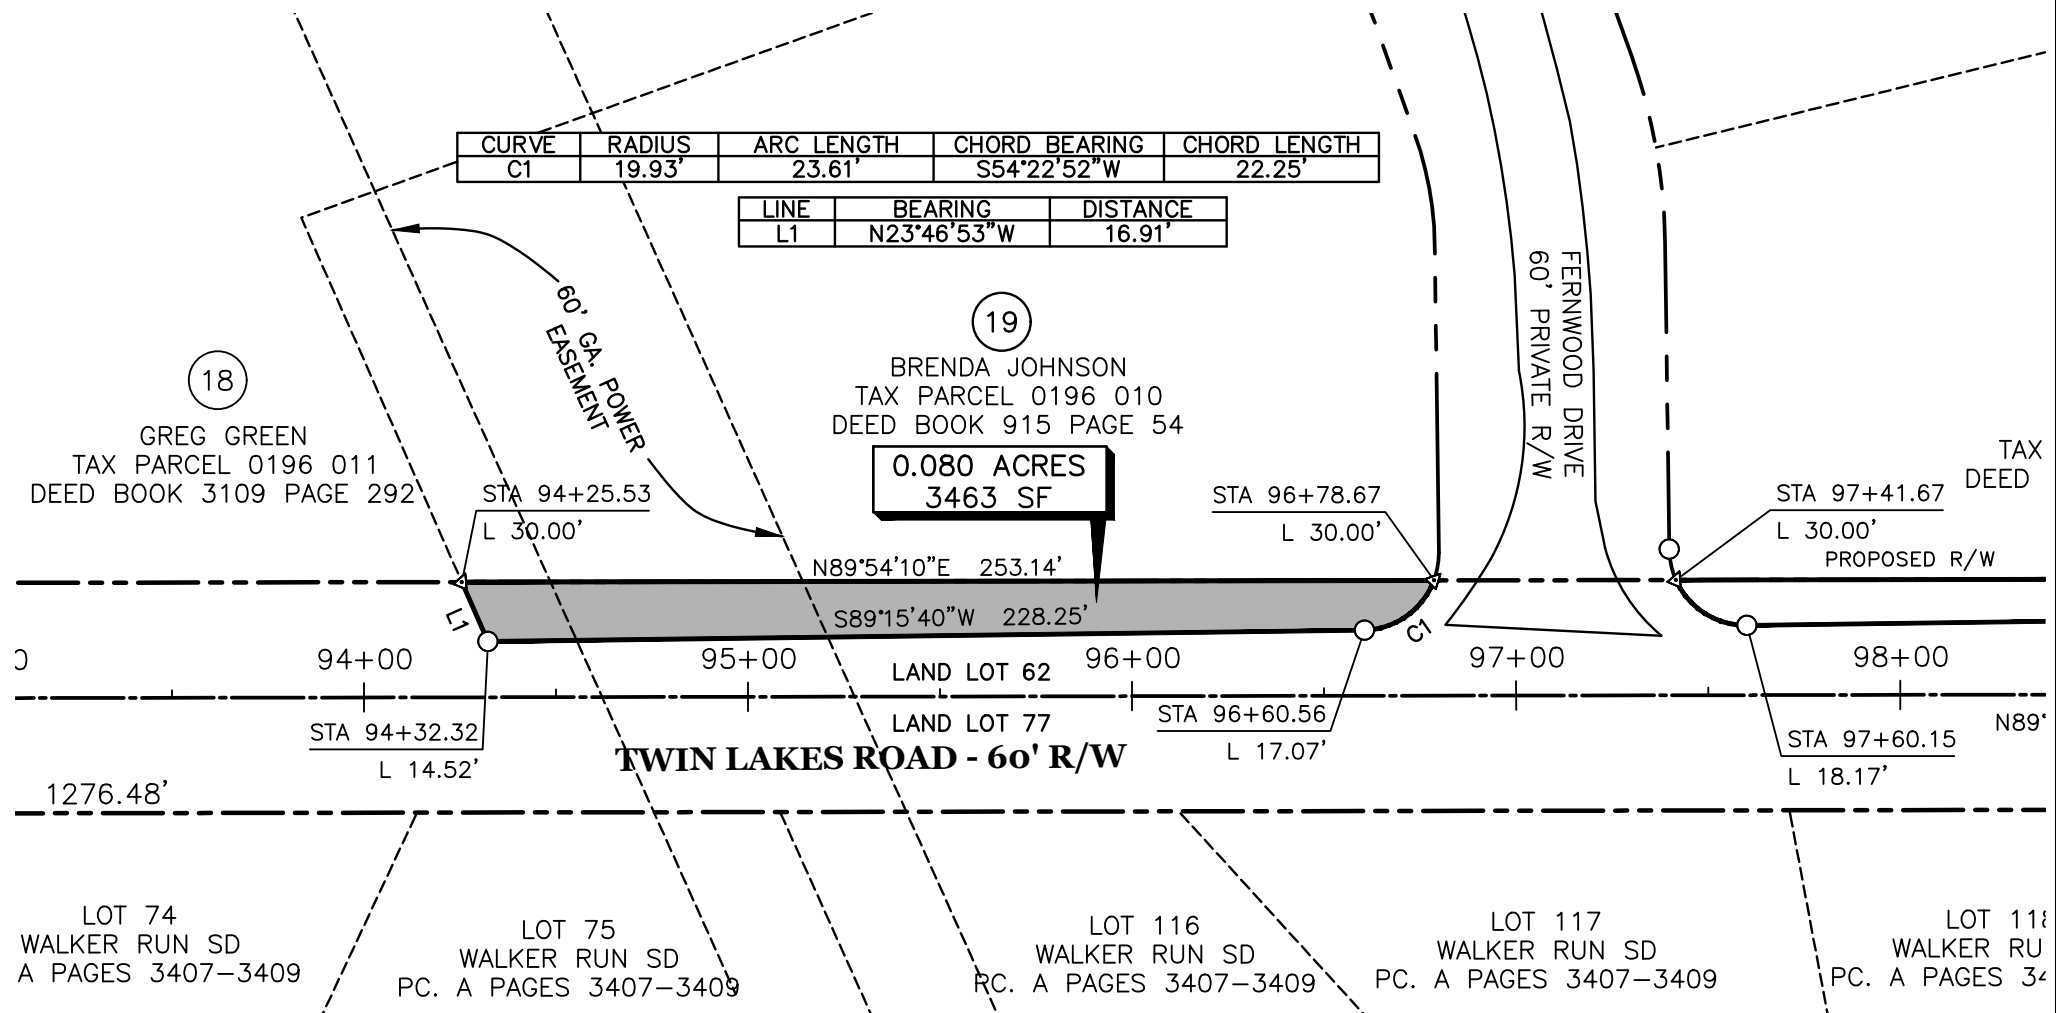 CURVE RADIUS ARC LENGTH CHORD BEARING CHORD LENGTH
C1 19.93' 23.61' S54°22'52"W 22.25'
LINE BEARING DISTANCE
L1 N23°46'53"W 16.91'
60' GA. POWER
EASEMENT
FERNWOOD DRIVE
60' PRIVATE R/W
19
BRENDA JOHNSON
TAX PARCEL 0196 010
DEED BOOK 915 PAGE 54
0.080 ACRES
3463 SF
18
GREG GREEN
TAX PARCEL 0196 011
DEED BOOK 3109 PAGE 292
STA 94+25.53
L 30.00'
STA 96+78.67
L 30.00'
TAX
DEED
STA 97+41.67
L 30.00'
PROPOSED R/W
N89°54'10"E 253.14'
S89°15'40"W 228.25'
L1
C1
0 94+00 95+00 96+00 97+00 98+00
LAND LOT 62
LAND LOT 77
TWIN LAKES ROAD - 60' R/W
STA 94+32.32
L 14.52'
STA 96+60.56
L 17.07'
STA 97+60.15
L 18.17'
N89°
1276.48'
LOT 74
WALKER RUN SD
A PAGES 3407-3409
LOT 75
WALKER RUN SD
PC. A PAGES 3407-3409
LOT 116
WALKER RUN SD
PC. A PAGES 3407-3409
LOT 117
WALKER RUN SD
PC. A PAGES 3407-3409
LOT 118
WALKER RU
PC. A PAGES 34